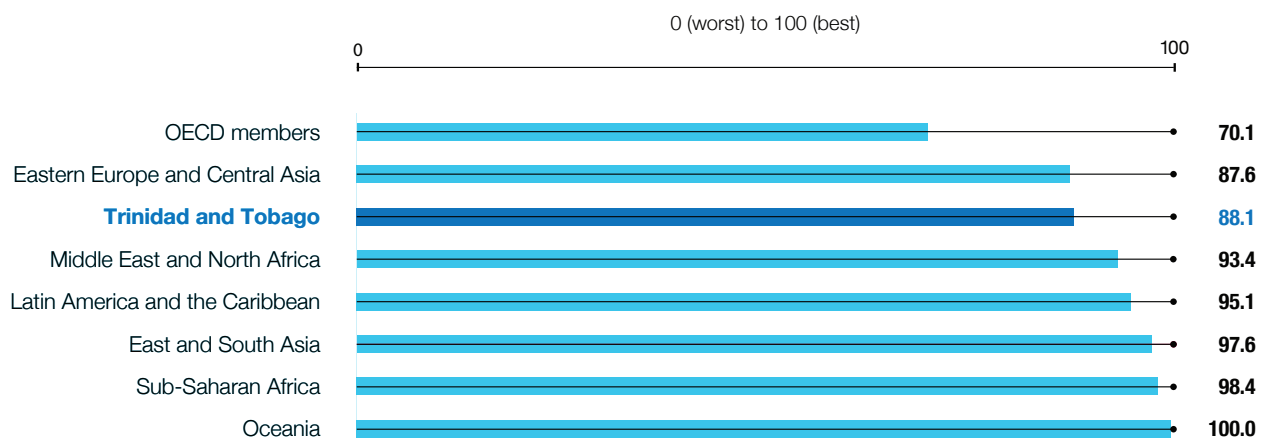 0 (worst) to 100 (best)
0 100
OECD members 70.1
Eastern Europe and Central Asia 87.6
Trinidad and Tobago 88.1
Middle East and North Africa 93.4
Latin America and the Caribbean 95.1
East and South Asia 97.6
Sub-Saharan Africa 98.4
Oceania 100.0